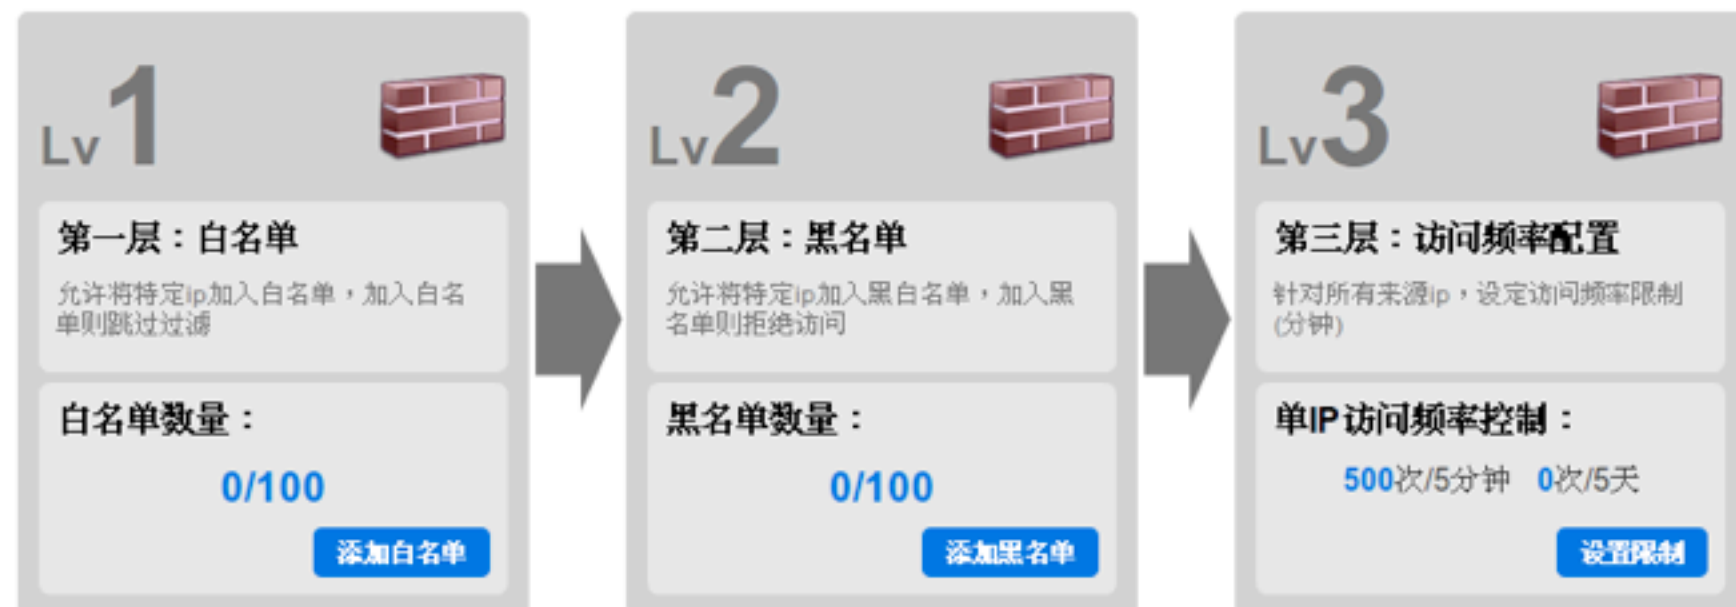 Lv1
第一层：白名单
允许将特定ip加入白名单，加入白名
单则跳过过滤
白名单数量：
0/100
添加白名单
Lv2
第二层：黑名单
允许将特定ip加入黑白名单，加入黑
名单则拒绝访问
黑名单数量：
0/100
添加黑名单
Lv3
第三层：访问频率配置
针对所有来源ip，设定访问频率限制
(分钟)
单IP访问频率控制：
500次/5分钟 0次/5天
设置限制